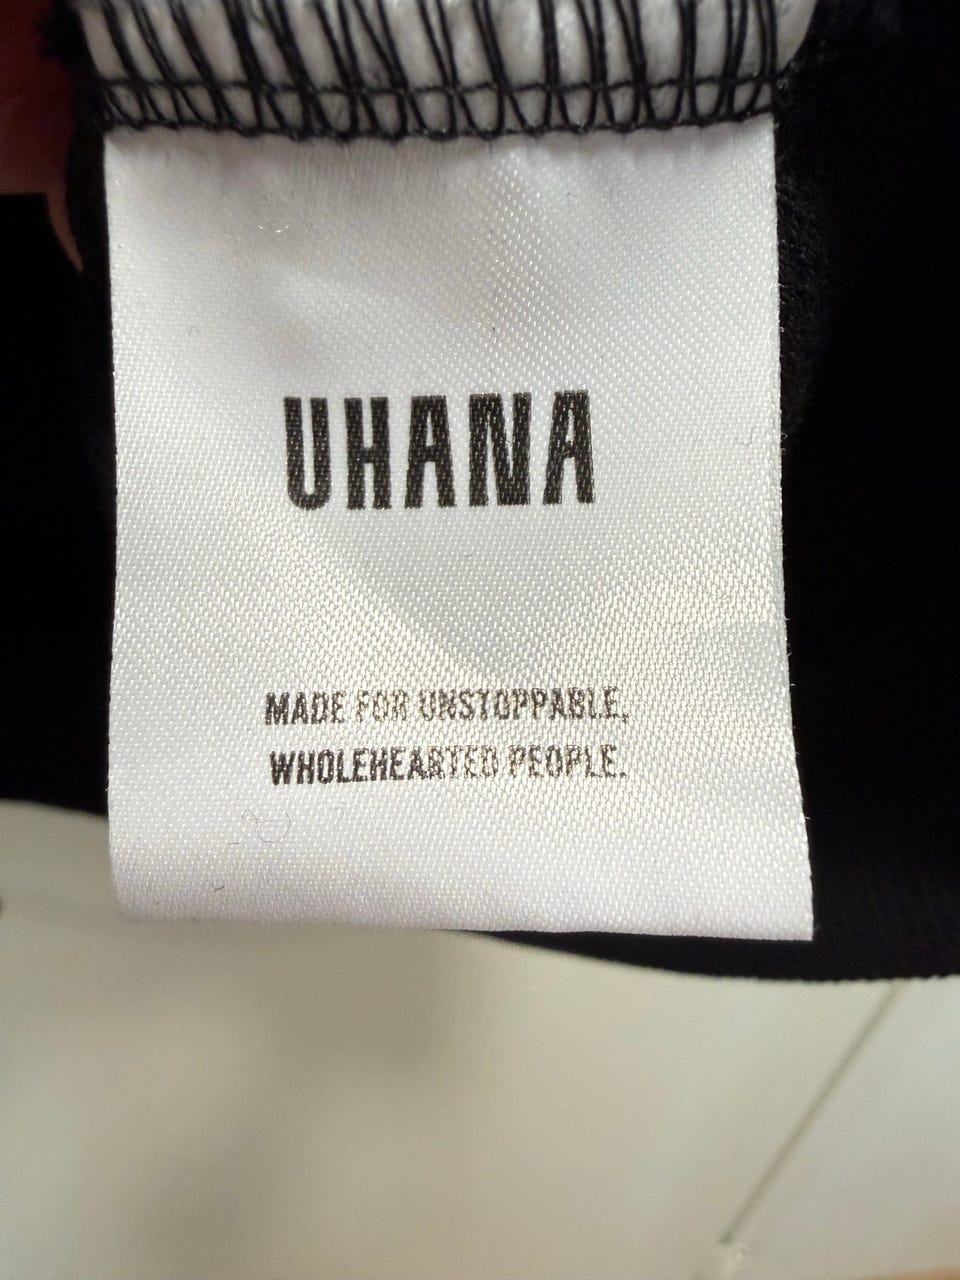 UHANA
MADE FOR UNSTOPPABLE,
WHOLEHEARTED PEOPLE.